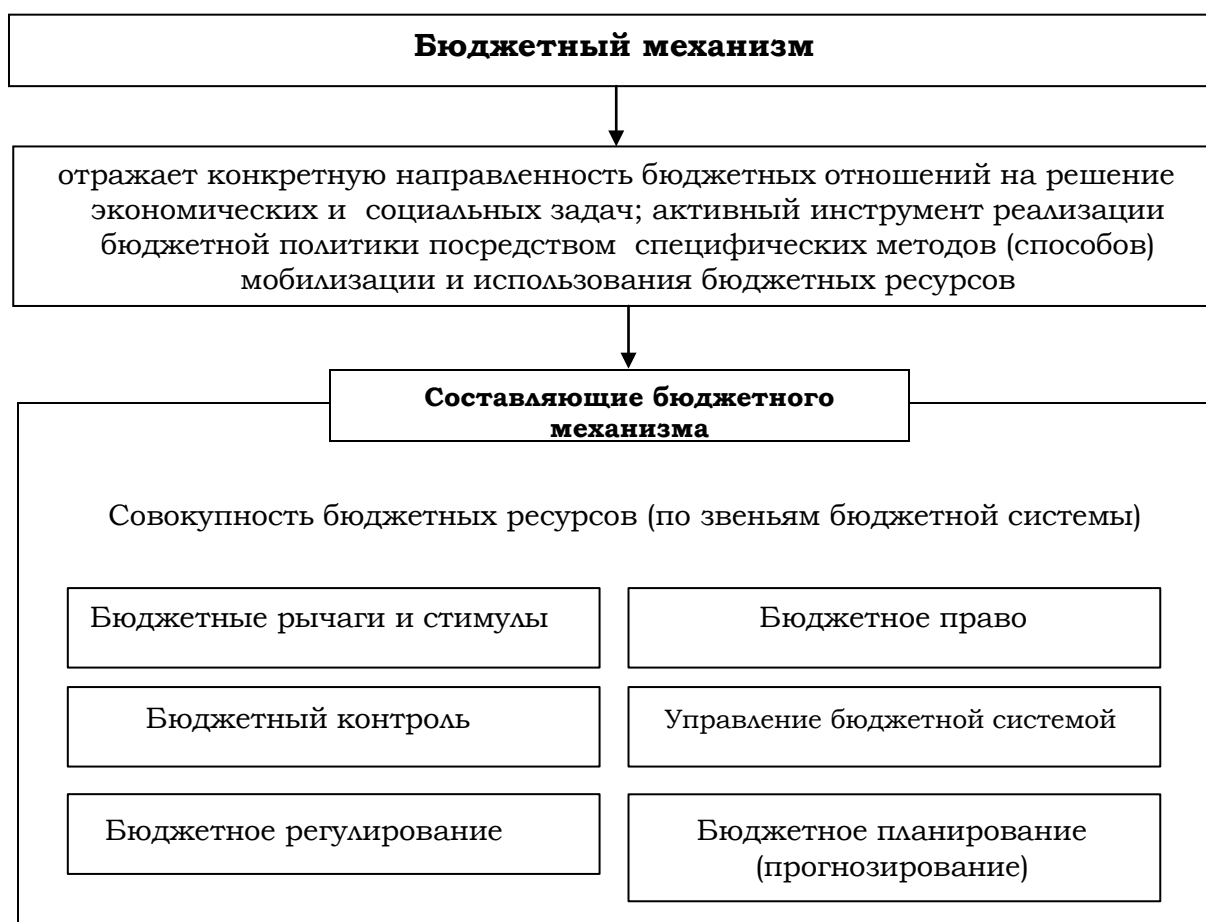 Бюджетный механизм
отражает конкретную направленность бюджетных отношений на решение
экономических и социальных задач; активный инструмент реализации
бюджетной политики посредством специфических методов (способов)
мобилизации и использования бюджетных ресурсов
Составляющие бюджетного
механизма
Совокупность бюджетных ресурсов (по звеньям бюджетной системы)
Бюджетные рычаги и стимулы
Бюджетное право
Бюджетный контроль
Управление бюджетной системой
Бюджетное регулирование
Бюджетное планирование
(прогнозирование)